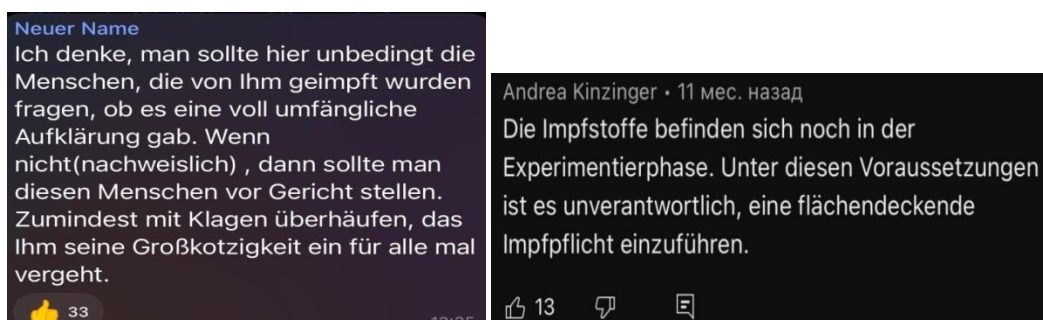 Neuer Name
Ich denke, man sollte hier unbedingt die
Menschen, die von Ihm geimpft wurden
fragen, ob es eine voll umfängliche
Aufklärung gab. Wenn
nicht(nachweislich) , dann sollte man
diesen Menschen vor Gericht stellen.
Zumindest mit Klagen überhäufen, das
Ihm seine Großkotzigkeit ein für alle mal
vergeht.
33
Andrea Kinzinger • 11 мес. назад
Die Impfstoffe befinden sich noch in der
Experimentierphase. Unter diesen Voraussetzungen
ist es unverantwortlich, eine flächendeckende
Impfpflicht einzuführen.
13